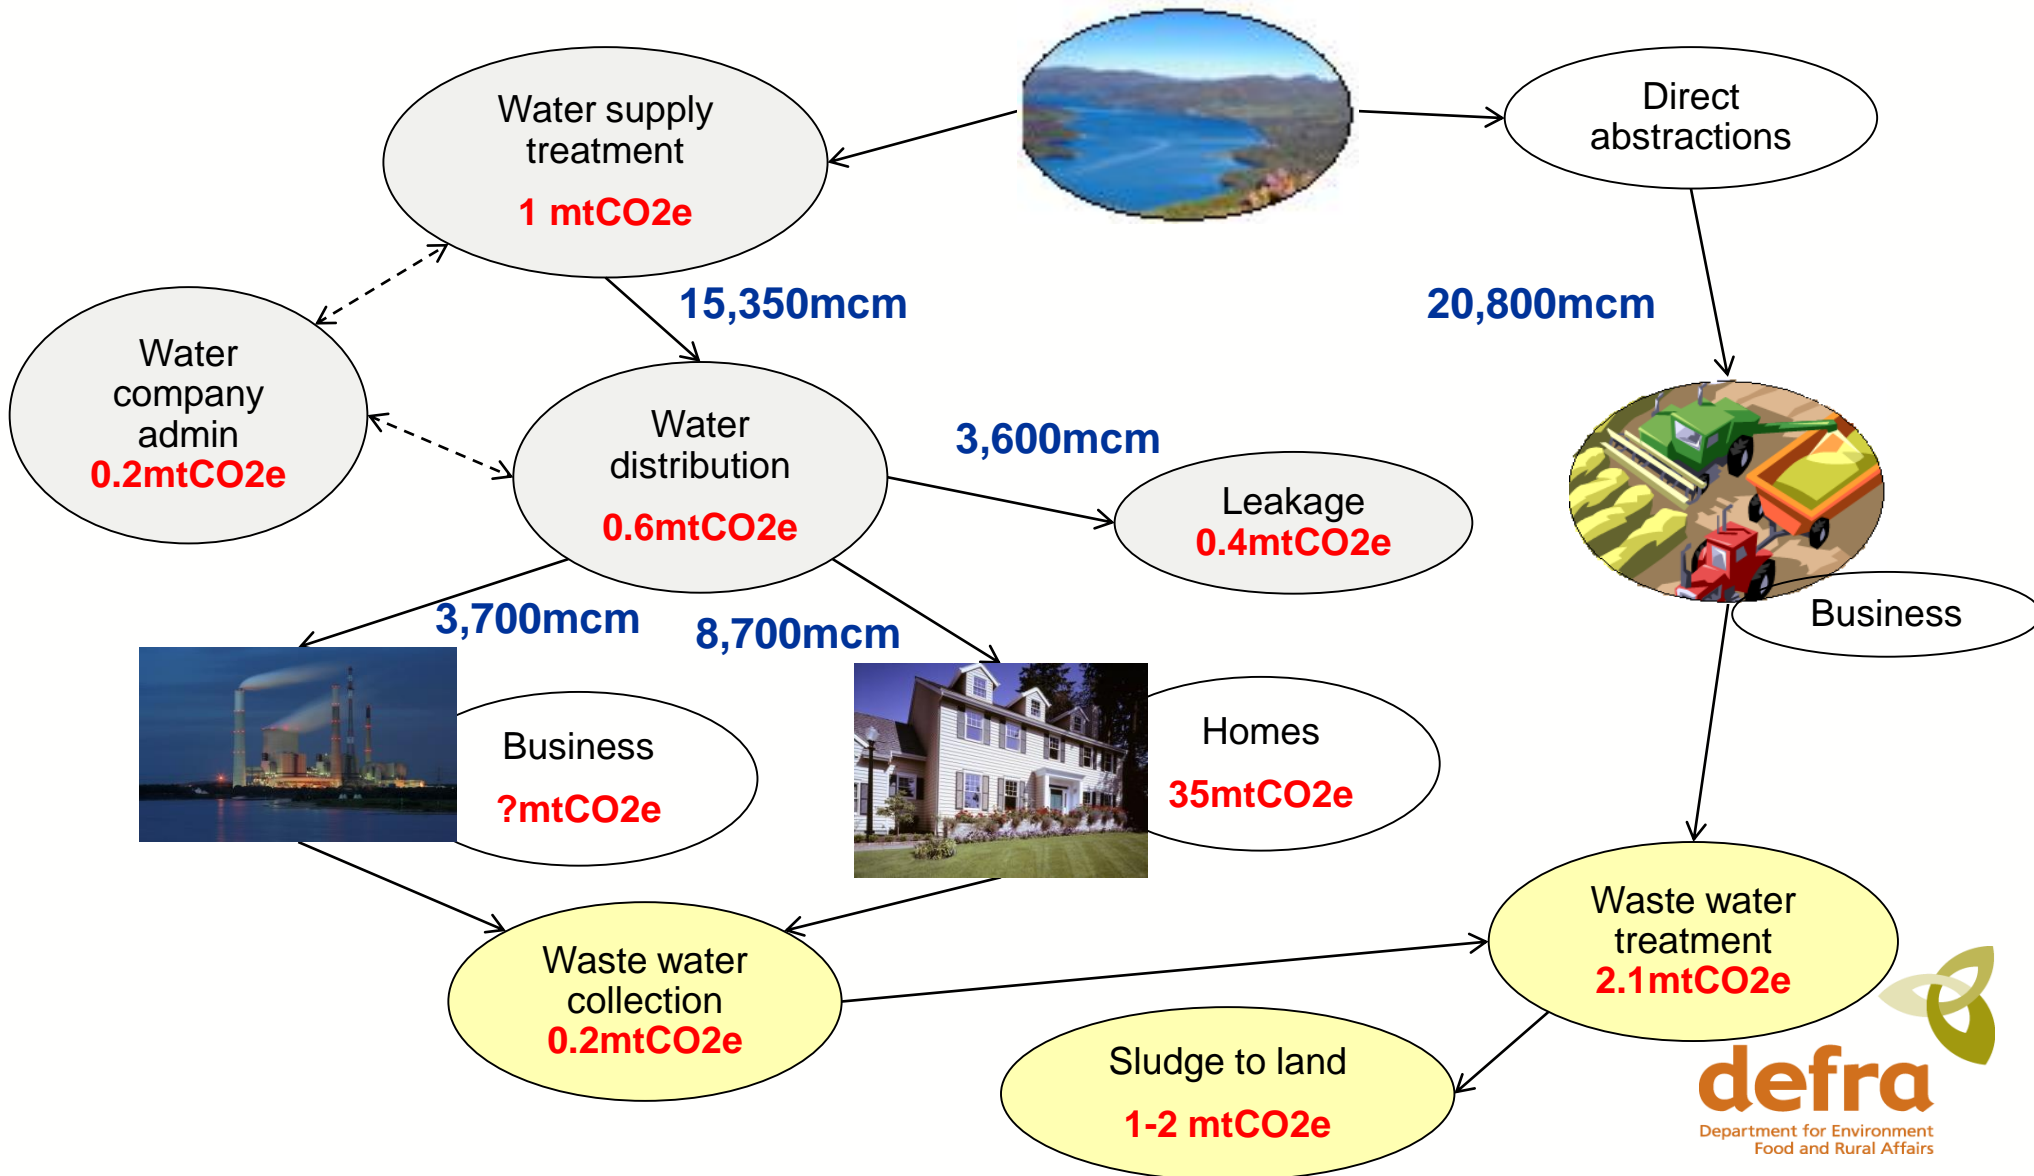 Water supply
treatment
1 mtCO2e
Direct
abstractions
15,350mcm
20,800mcm
Water
company
admin
0.2mtCO2e
Water
distribution
0.6mtCO2e
3,600mcm
Leakage
0.4mtCO2e
3,700mcm
8,700mcm
Business
Business
?mtCO2e
Homes
35mtCO2e
Waste water
collection
0.2mtCO2e
Waste water
treatment
2.1mtCO2e
Sludge to land
1-2 mtCO2e
defra
Department for Environment
Food and Rural Affairs